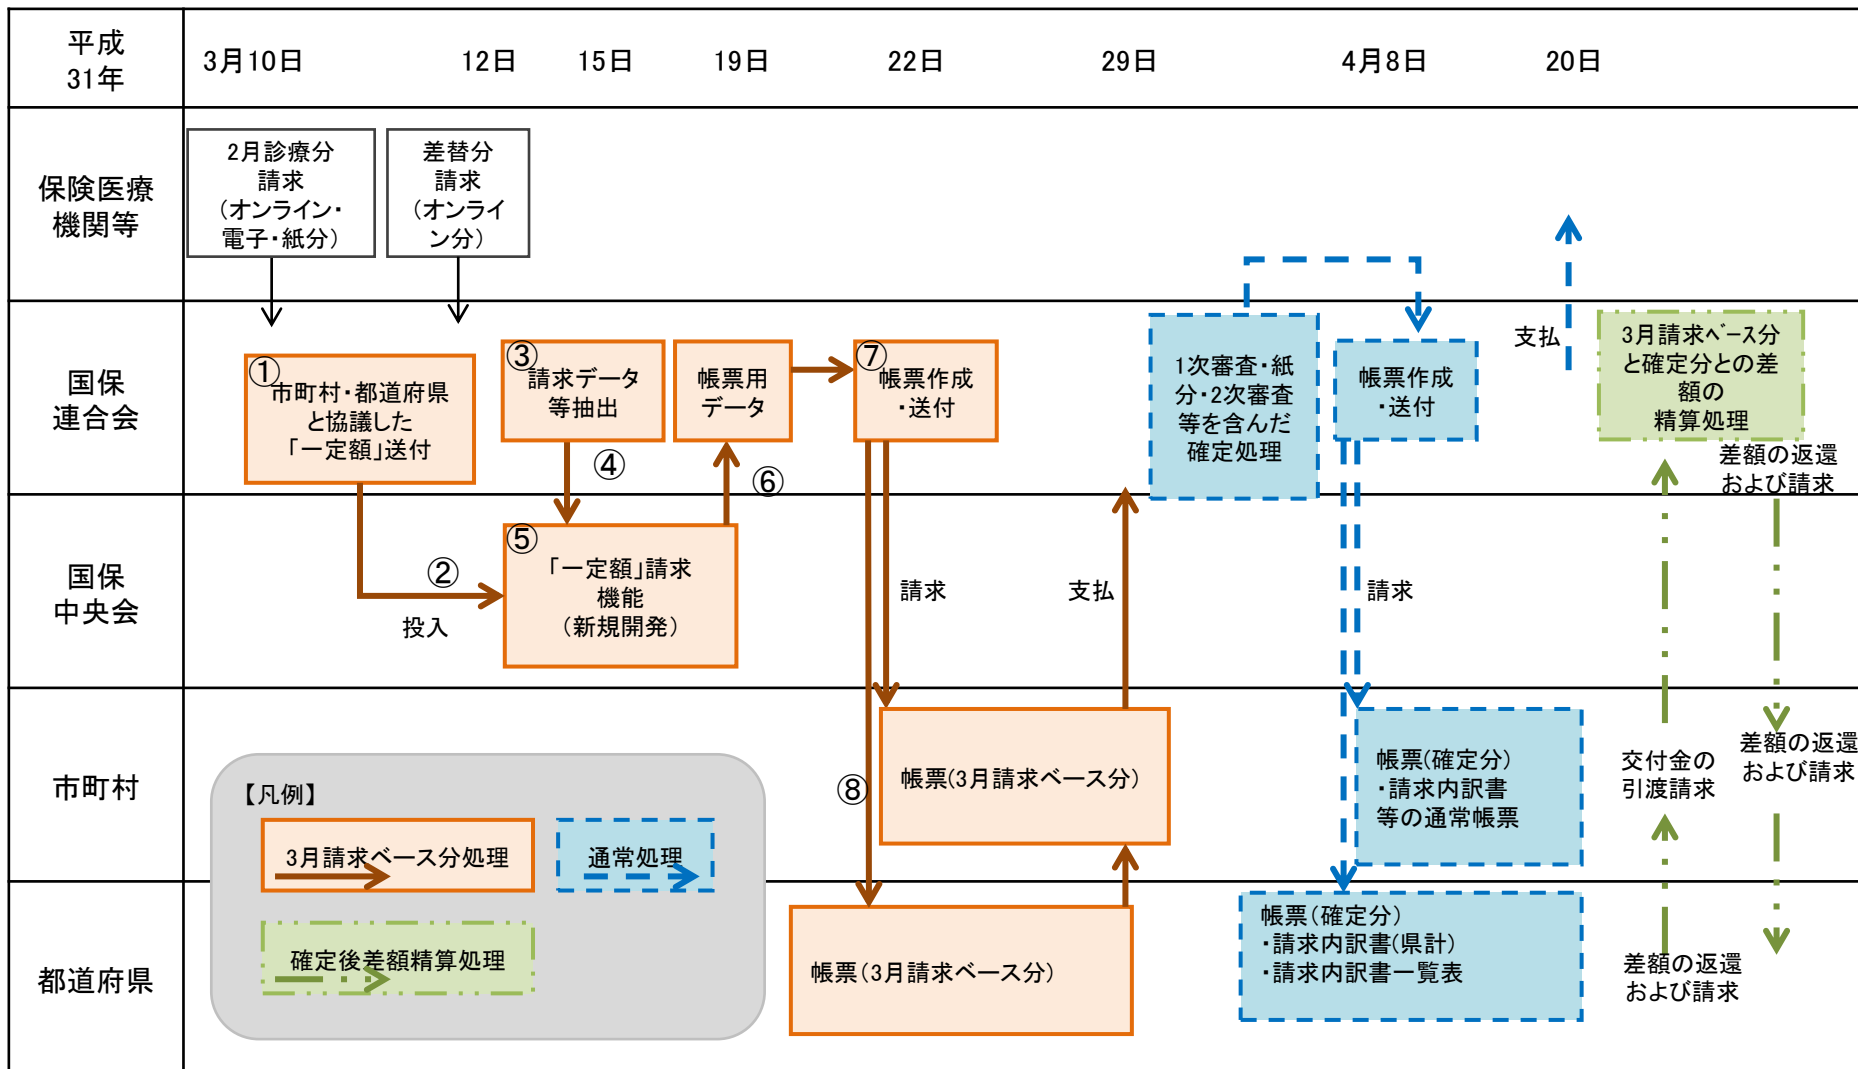 平成
31年
3月10日
12日
15日
19日
22日
29日
4月8日
20日
保険医療
機関等
2月診療分
請求
（オンライン・
電子・紙分）
差替分
請求
（オンライ
ン分）
国保
連合会
①
市町村・都道府県
と協議した
「一定額」送付
③
請求データ
等抽出
帳票用
データ
⑦
帳票作成
・送付
1次審査・紙
分・2次審査
等を含んだ
確定処理
帳票作成
・送付
支払
3月請求ベース分
と確定分との差
額の
精算処理
④
⑥
差額の返還
および請求
国保
中央会
②
投入
⑤
「一定額」請求
機能
（新規開発）
請求
支払
請求
市町村
⑧
帳票(3月請求ベース分)
帳票(確定分)
・請求内訳書
等の通常帳票
交付金の
引渡請求
差額の返還
および請求
【凡例】
3月請求ベース分処理
通常処理
確定後差額精算処理
都道府県
帳票(3月請求ベース分)
帳票(確定分)
・請求内訳書(県計)
・請求内訳書一覧表
差額の返還
および請求